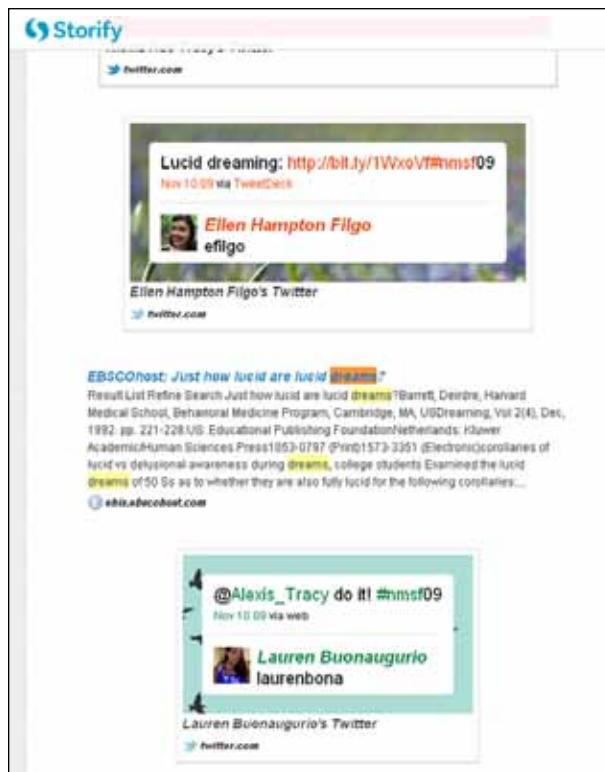 Storify
twitter.com
Lucid dreaming: http://bit.ly/1WxoVf#nmsf09
Nov 10 09 via TweetDeck
Ellen Hampton Filgo
efilgo
Ellen Hampton Filgo's Twitter
twitter.com
EBSCOhost: Just how lucid are lucid dreams?
Result List Refine Search Just how lucid are lucid dreams?Barrett, Deirdre, Harvard
Medical School, Behavioral Medicine Program, Cambridge, MA, USDreaming, Vol 2(4), Dec,
1992. pp. 221-228.US: Educational Publishing FoundationNetherlands: Kluwer
Academic/Human Sciences Press1053-0797 (Print)1573-3351 (Electronic)corollaries of
lucid vs delusional awareness during dreams, college students Examined the lucid
dreams of 50 Ss as to whether they are also fully lucid for the following corollaries:...
@Alexis_Tracy do it! #nmsf09
Nov 10 09 via web
Lauren Buonaugurio
laurenbona
Lauren Buonaugurio's Twitter
twitter.com